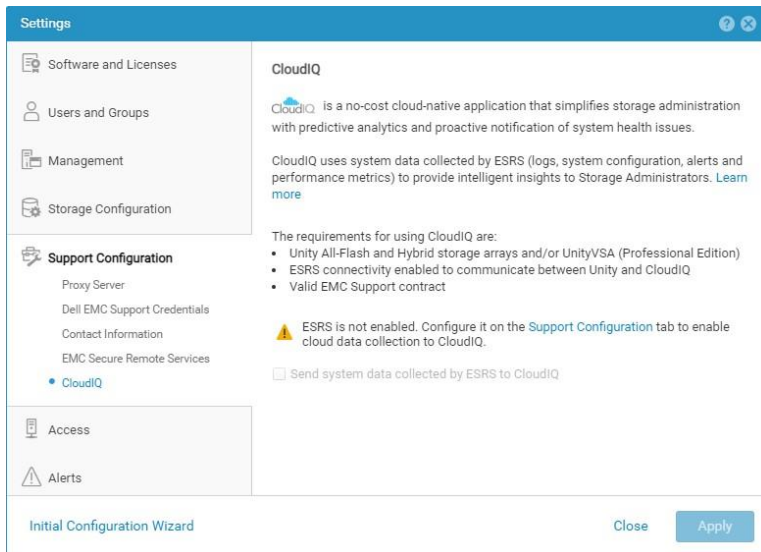 Settings
Software and Licenses
Users and Groups
Management
Storage Configuration
Support Configuration
Proxy Server
Dell EMC Support Credentials
Contact Information
EMC Secure Remote Services
• CloudIQ
Access
Alerts
CloudIQ
CloudIQ is a no-cost cloud-native application that simplifies storage administration
with predictive analytics and proactive notification of system health issues.
CloudIQ uses system data collected by ESRS (logs, system configuration, alerts and
performance metrics) to provide intelligent insights to Storage Administrators. Learn
more
The requirements for using CloudIQ are:
• Unity All-Flash and Hybrid storage arrays and/or UnityVSA (Professional Edition)
• ESRS connectivity enabled to communicate between Unity and CloudIQ
• Valid EMC Support contract
ESRS is not enabled. Configure it on the Support Configuration tab to enable
cloud data collection to CloudIQ.
Send system data collected by ESRS to CloudIQ
Initial Configuration Wizard
Close
Apply